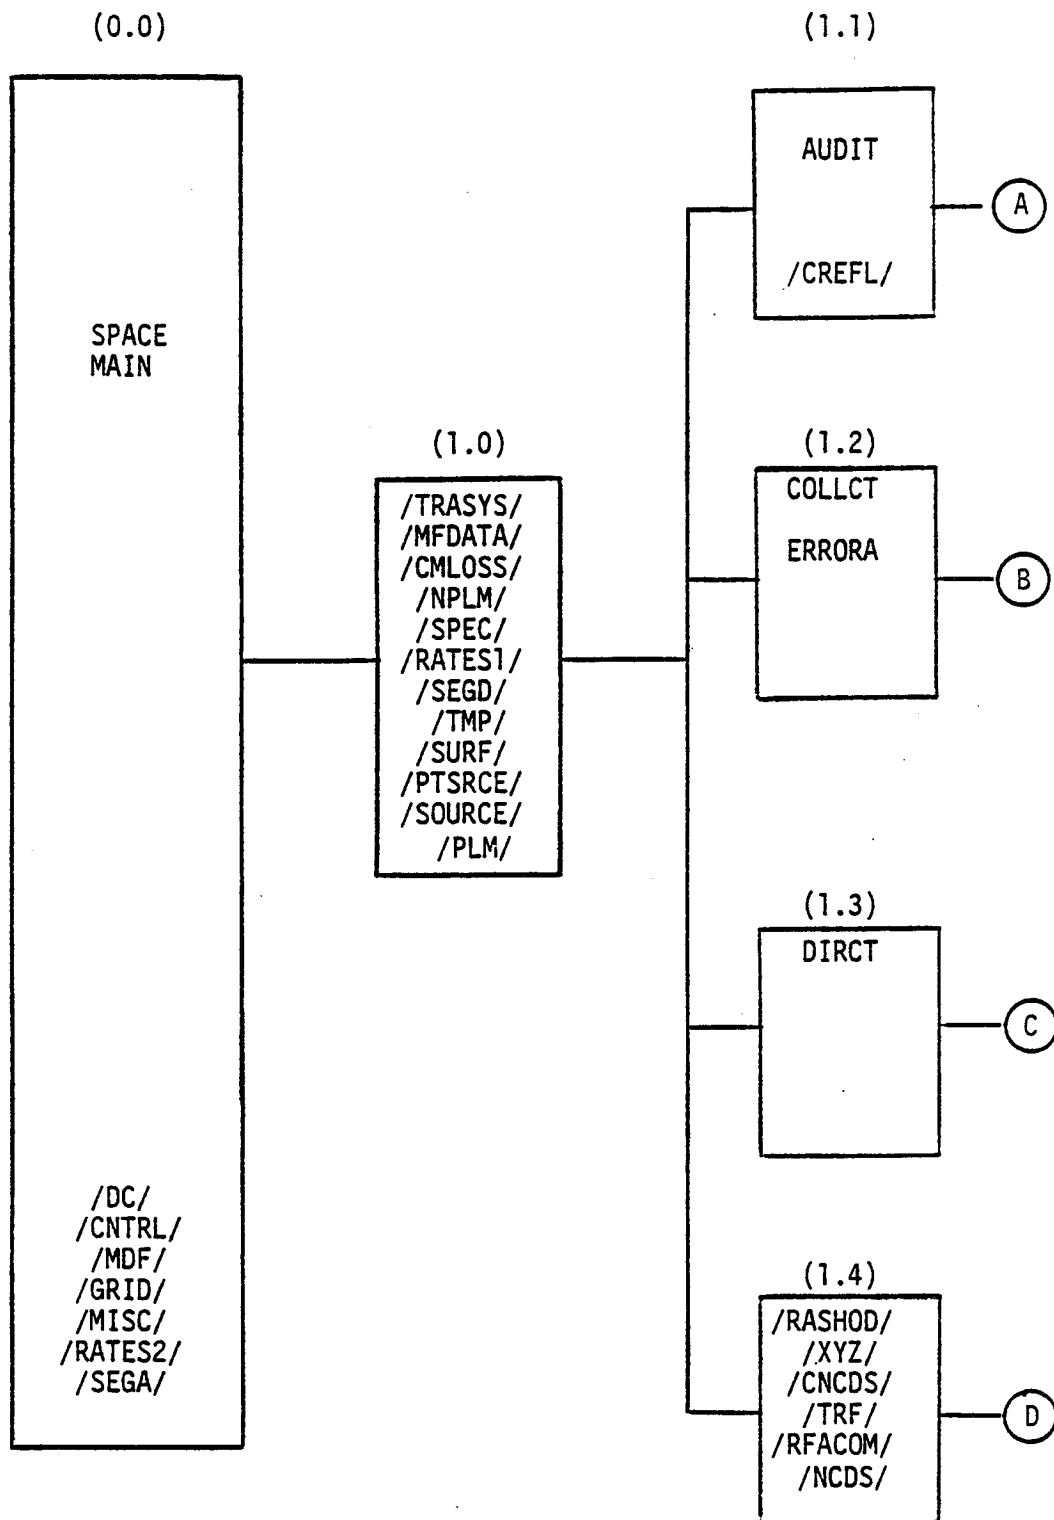 (0.0)
SPACE
MAIN
/DC/
/CNTRL/
/MDF/
/GRID/
/MISC/
/RATES2/
/SEGA/
(1.0)
/TRASYS/
/MFDATA/
/CMLOSS/
/NPLM/
/SPEC/
/RATES1/
/SEGD/
/TMP/
/SURF/
/PTSRCE/
/SOURCE/
/PLM/
(1.1)
AUDIT
/CREFL/
A
(1.2)
COLLCT
ERRORA
B
(1.3)
DIRCT
C
(1.4)
/RASHOD/
/XYZ/
/CNCDS/
/TRF/
/RFACOM/
/NCDS/
D